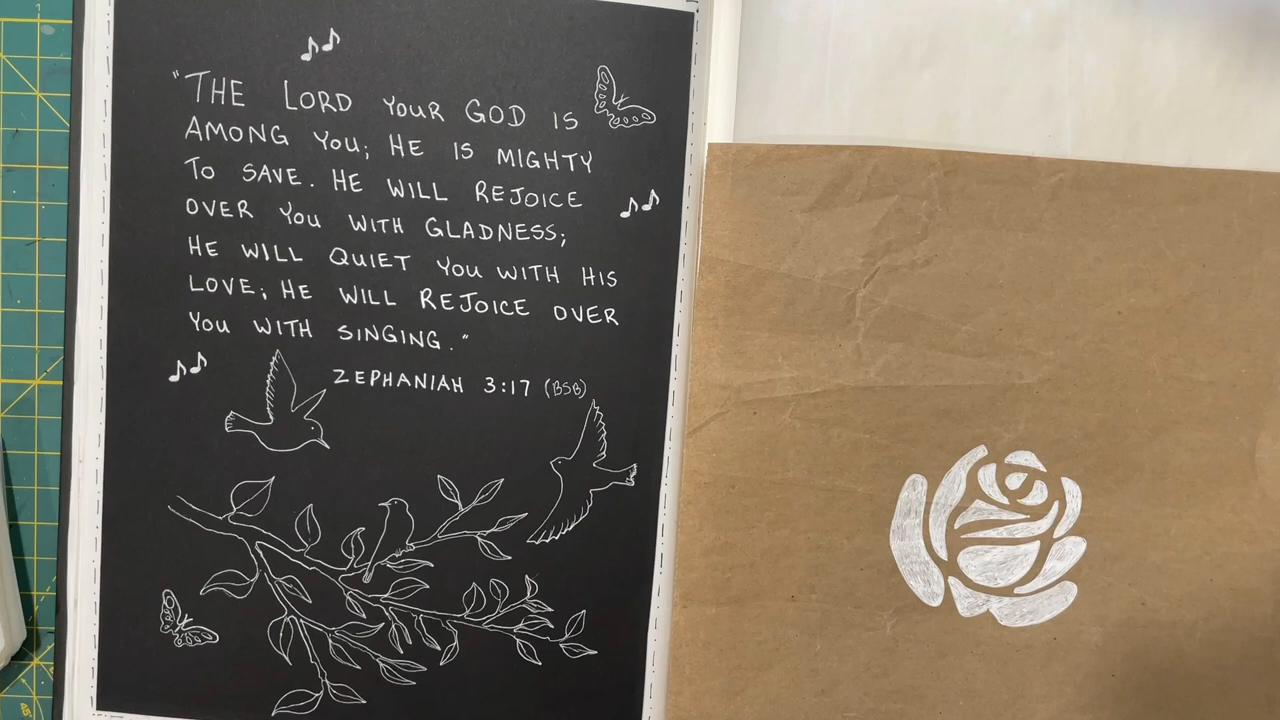 "THE LORD YOUR GOD IS
AMONG YOU; HE IS MIGHTY
TO SAVE. HE WILL REJOICE
OVER YOU WITH GLADNESS;
HE WILL QUIET YOU WITH HIS
LOVE; HE WILL REJOICE OVER
YOU WITH SINGING."
ZEPHANIAH 3:17 (BSB)